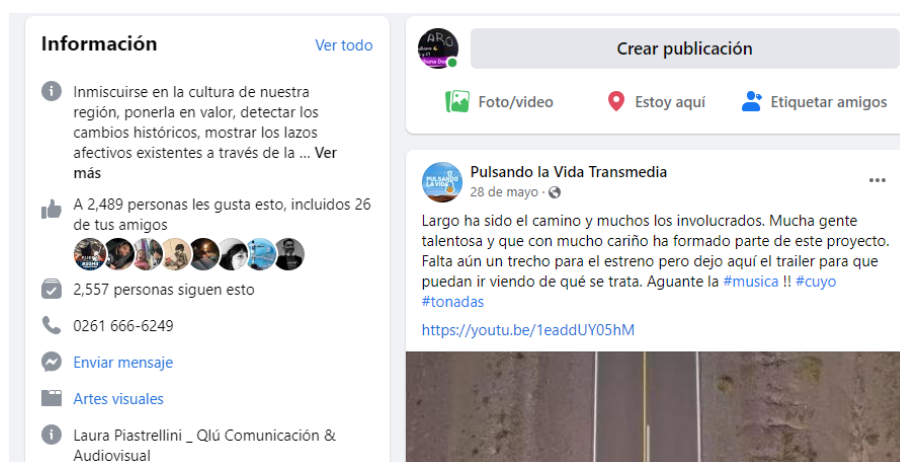 Información
Ver todo
Inmiscuirse en la cultura de nuestra
región, ponerla en valor, detectar los
cambios históricos, mostrar los lazos
afectivos existentes a través de la ... Ver
más
A 2,489 personas les gusta esto, incluidos 26
de tus amigos
2,557 personas siguen esto
0261 666-6249
Enviar mensaje
Artes visuales
Laura Piastrellini _ Qlú Comunicación &
Audiovisual
Crear publicación
Foto/video
Estoy aquí
Etiquetar amigos
PULSANDO
LA VIDA
Pulsando la Vida Transmedia
28 de mayo ·
Largo ha sido el camino y muchos los involucrados. Mucha gente
talentosa y que con mucho cariño ha formado parte de este proyecto.
Falta aún un trecho para el estreno pero dejo aquí el trailer para que
puedan ir viendo de qué se trata. Aguante la #musica !! #cuyo
#tonadas
https://youtu.be/1eaddUY05hM